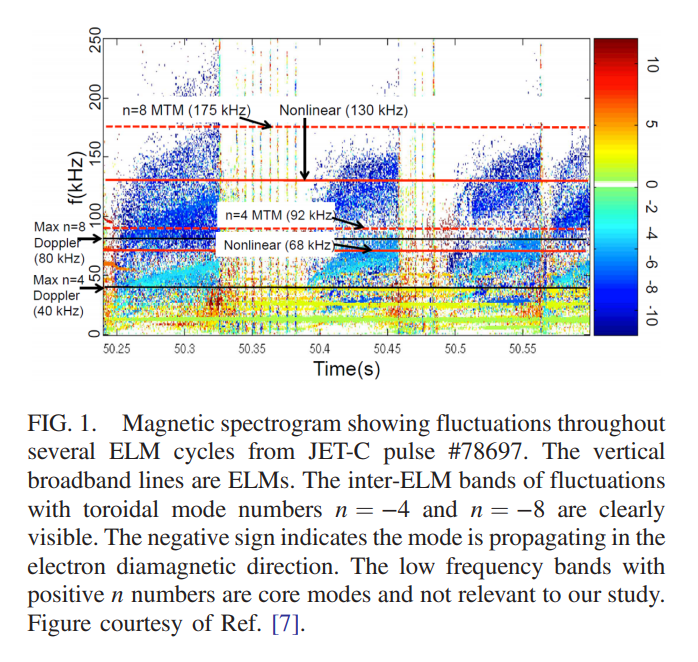 250
200
150
100
50
0
f(kHz)
n=8 MTM (175 kHz) Nonlinear (130 kHz)
n=4 MTM (92 kHz)
Nonlinear (68 kHz)
Max n=8
Doppler
(80 kHz)
Max n=4
Doppler
(40 kHz)
50.25 50.3 50.35 50.4 50.45 50.5 50.55
Time(s)
10
5
0
-2
-4
-6
-8
-10
FIG. 1. Magnetic spectrogram showing fluctuations throughout
several ELM cycles from JET-C pulse #78697. The vertical
broadband lines are ELMs. The inter-ELM bands of fluctuations
with toroidal mode numbers n = −4 and n = −8 are clearly
visible. The negative sign indicates the mode is propagating in the
electron diamagnetic direction. The low frequency bands with
positive n numbers are core modes and not relevant to our study.
Figure courtesy of Ref. [7].